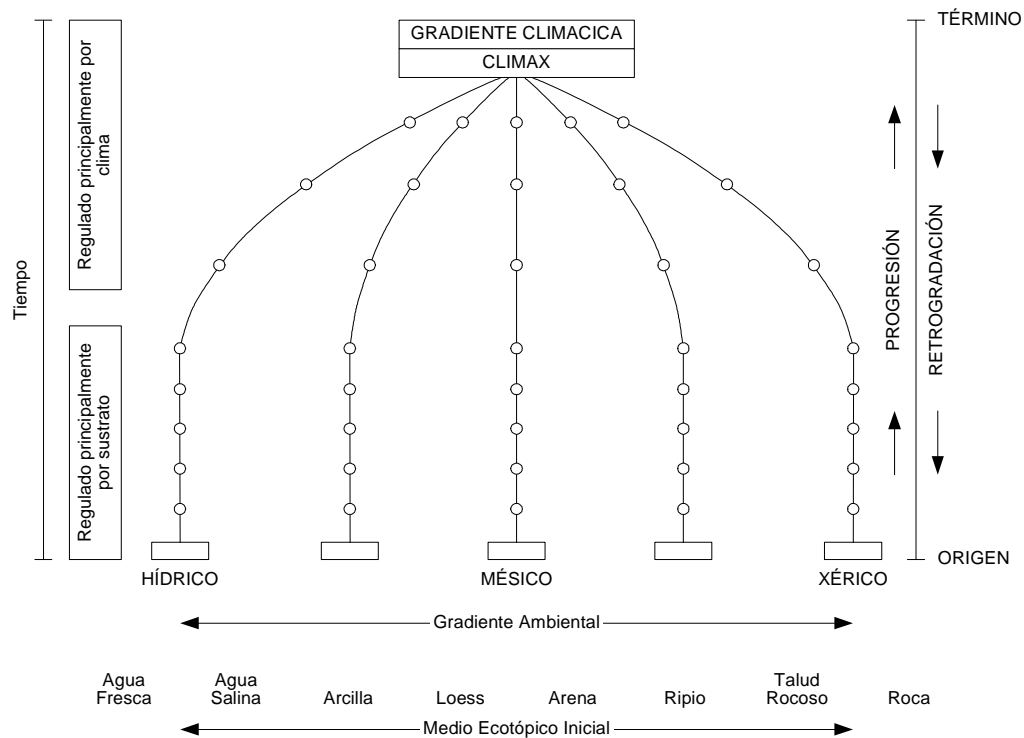 TÉRMINO
GRADIENTE CLIMACICA
CLIMAX
Tiempo
Regulado principalmente por
clima
Regulado principalmente
por sustrato
PROGRESIÓN
RETROGRADACIÓN
ORIGEN
HÍDRICO
MÉSICO
XÉRICO
Gradiente Ambiental
Agua
Fresca
Agua
Salina
Arcilla
Loess
Arena
Ripio
Talud
Rocoso
Roca
Medio Ecotópico Inicial